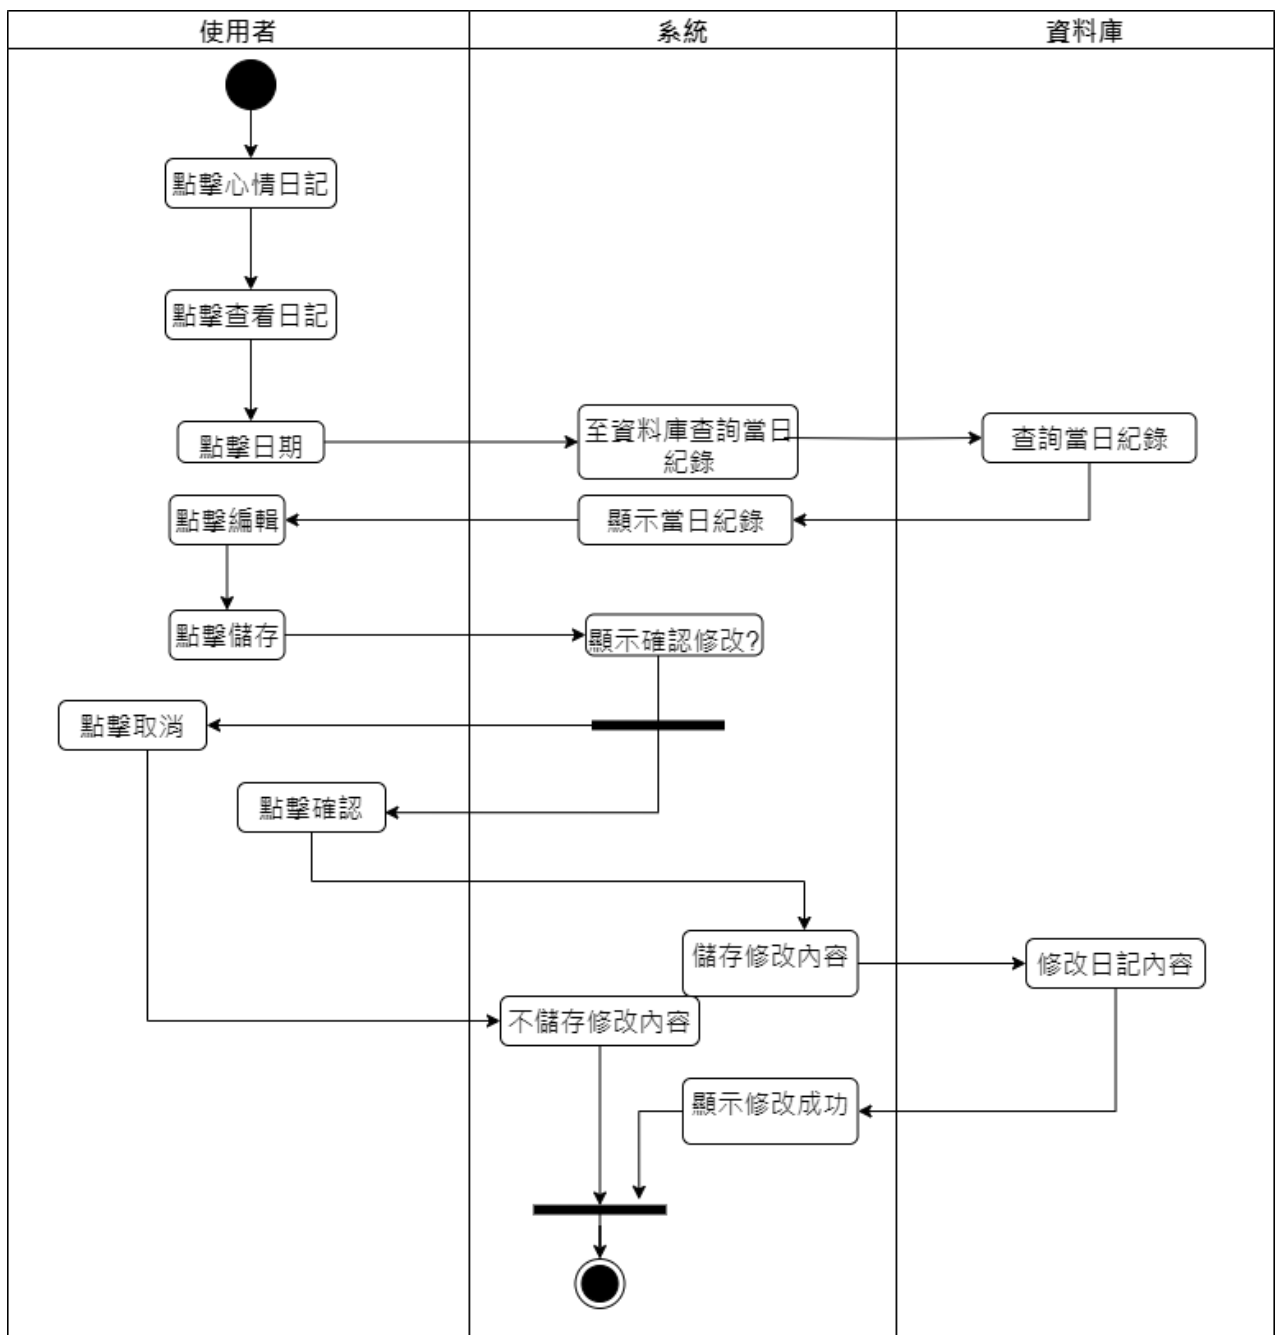 使用者
系統
資料庫
點擊心情日記
點擊查看日記
點擊日期
至資料庫查詢當日
紀錄
查詢當日紀錄
點擊編輯
顯示當日紀錄
點擊儲存
顯示確認修改?
點擊取消
點擊確認
儲存修改內容
修改日記內容
不儲存修改內容
顯示修改成功